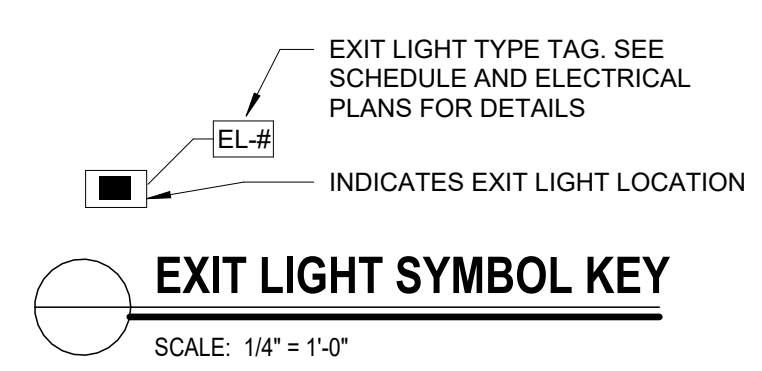 EXIT LIGHT TYPE TAG. SEE
SCHEDULE AND ELECTRICAL
PLANS FOR DETAILS
EL-#
INDICATES EXIT LIGHT LOCATION
EXIT LIGHT SYMBOL KEY
SCALE: 1/4" = 1'-0"